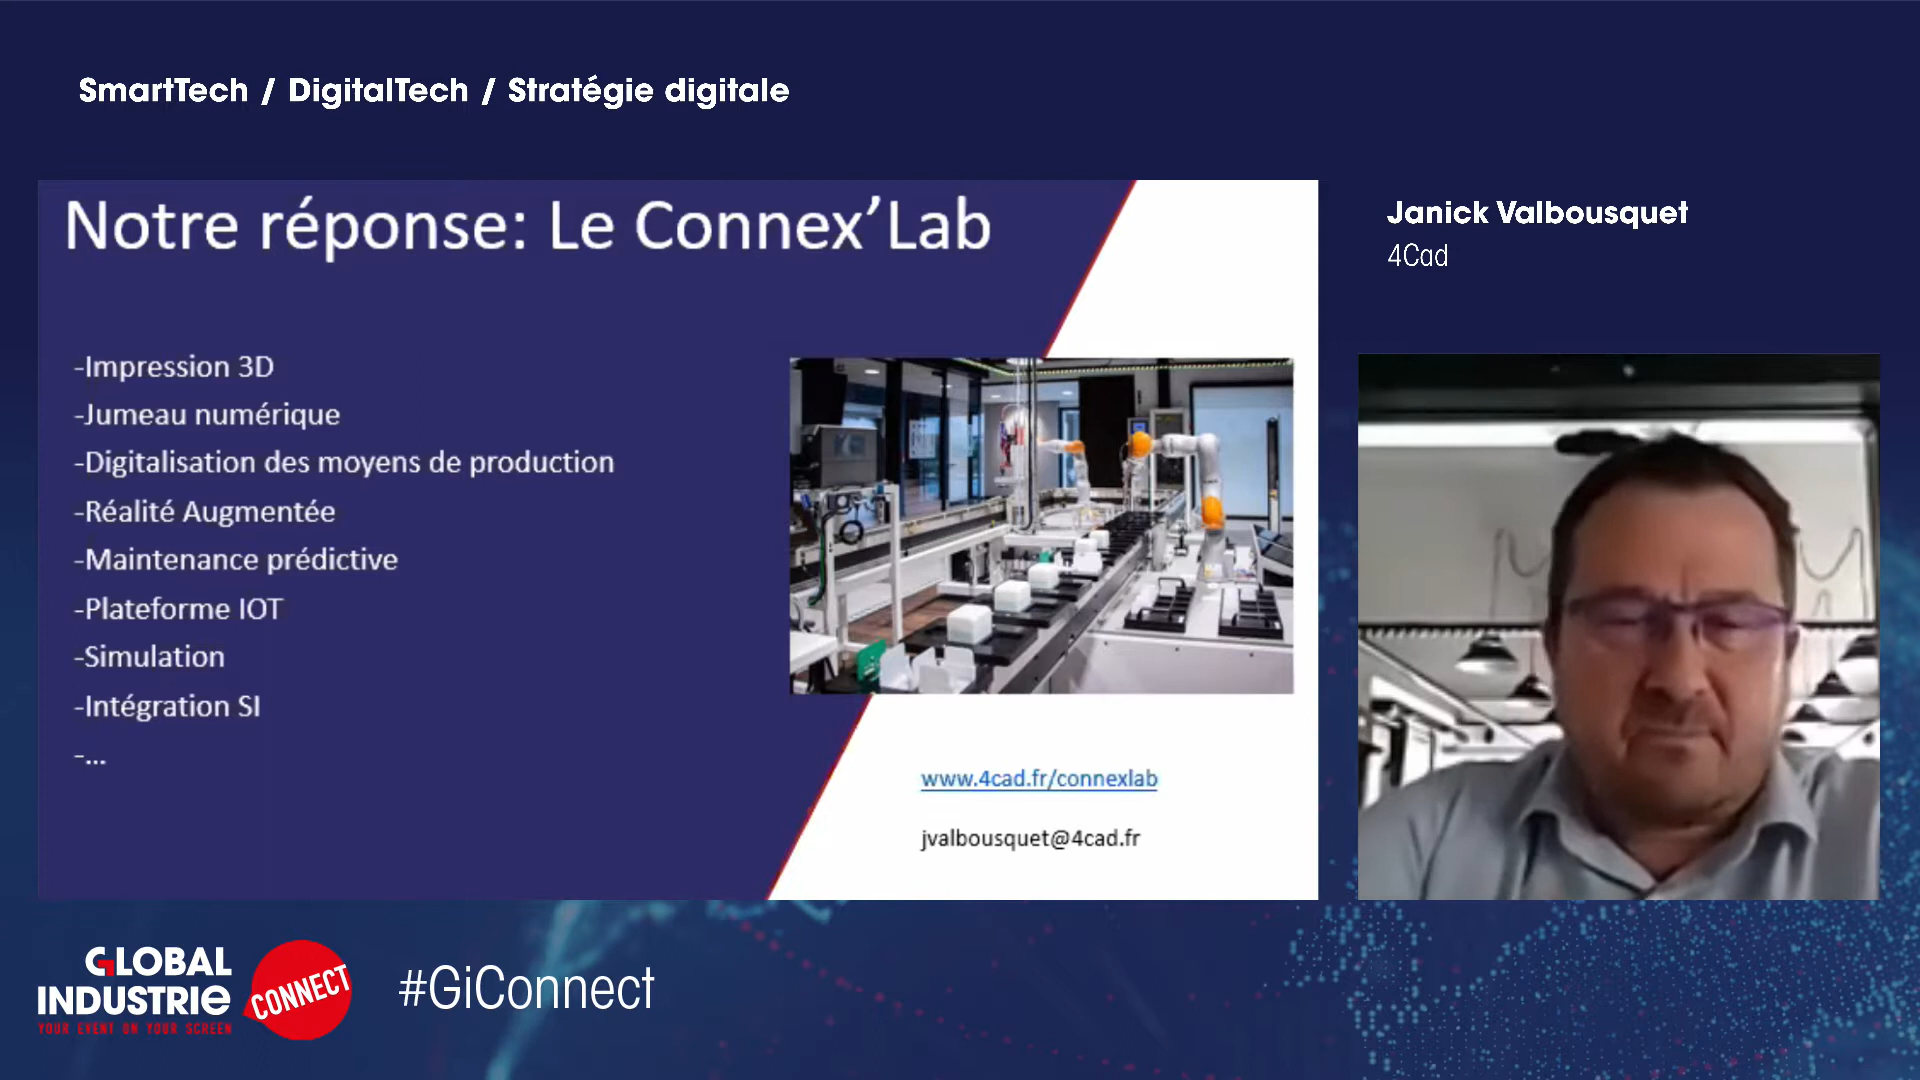 SmartTech / DigitalTech / Stratégie digitale
Notre réponse: Le Connex’Lab
-Impression 3D
-Jumeau numérique
-Digitalisation des moyens de production
-Réalité Augmentée
-Maintenance prédictive
-Plateforme IOT
-Simulation
-Intégration SI
-...
www.4cad.fr/connexlab
jvalbousquet@4cad.fr
Janick Valbousquet
4Cad
GLOBAL
INDUSTRIE
YOUR EVENT ON YOUR SCREEN
CONNECT
#GiConnect